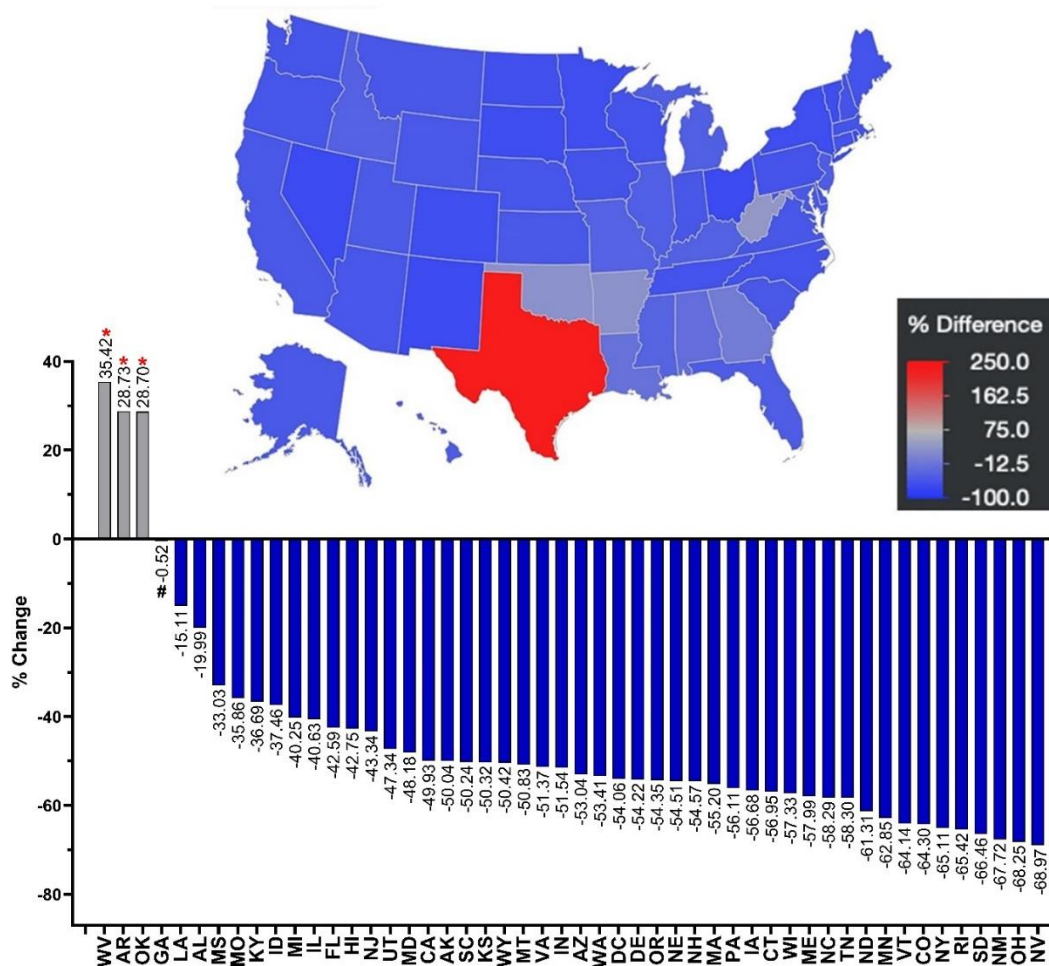 % Difference
250.0
162.5
75.0
-12.5
-100.0
% Change
40
20
0
-20
-40
-60
-80
35.42*
28.73*
28.70*
# -0.52
-15.11
-19.99
-33.03
-35.86
-36.69
-37.46
-40.25
-40.63
-42.59
-42.75
-43.34
-47.34
-48.18
-49.93
-50.04
-50.24
-50.32
-50.42
-50.83
-51.37
-51.54
-53.04
-53.41
-54.06
-54.22
-54.35
-54.51
-54.57
-55.20
-56.11
-56.68
-56.95
-57.33
-57.99
-58.29
-58.30
-61.31
-62.85
-64.14
-64.30
-65.11
-65.42
-66.46
-67.72
-68.25
-68.97
WV
AR
OK
GA
LA
AL
MS
MO
KY
ID
MI
IL
FL
HI
NJ
UT
MD
CA
AK
SC
KS
WY
MT
VA
IN
AZ
WA
DC
DE
OR
NE
NH
MA
PA
IA
CT
WI
ME
NC
TN
ND
MN
VT
CO
NY
RI
SD
NM
OH
NV